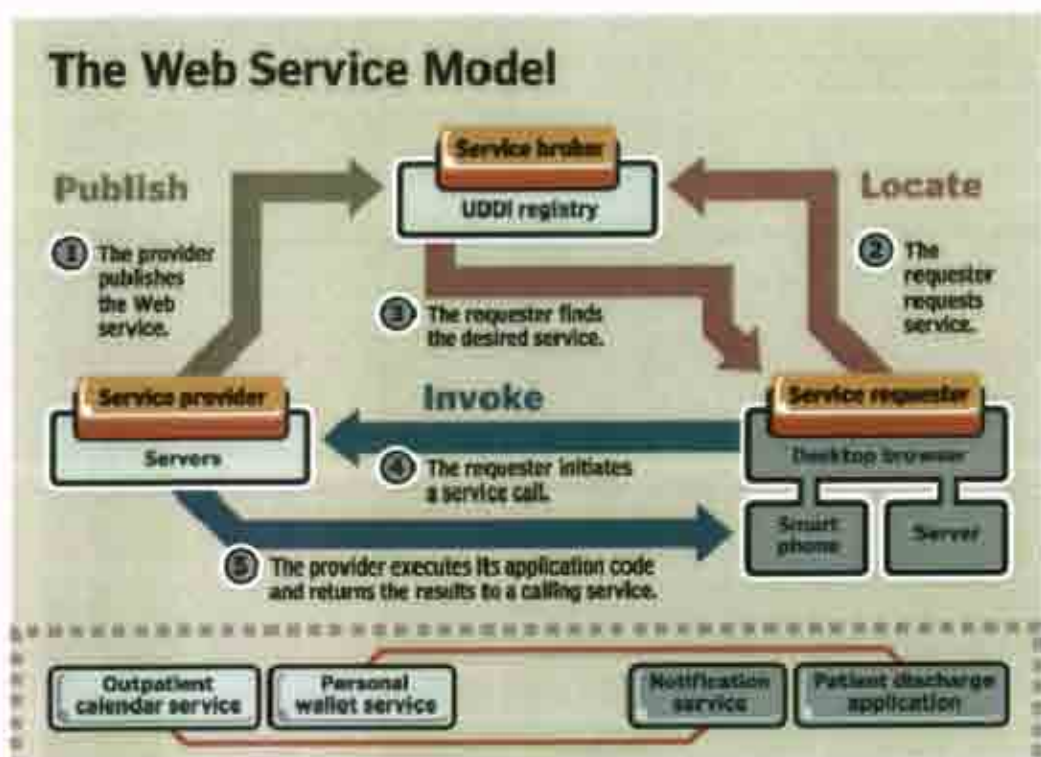 The Web Service Model
Service broker
UDDI registry
Publish
Locate
1 The provider
publishes
the Web
service.
2 The
requester
requests
service.
3 The requester finds
the desired service.
Service provider
Servers
Invoke
Service requester
Desktop browser
4 The requester initiates
a service call.
Smart
phone
Server
5 The provider executes its application code
and returns the results to a calling service.
Outpatient
calendar service
Personal
wallet service
Notification
service
Patient discharge
application